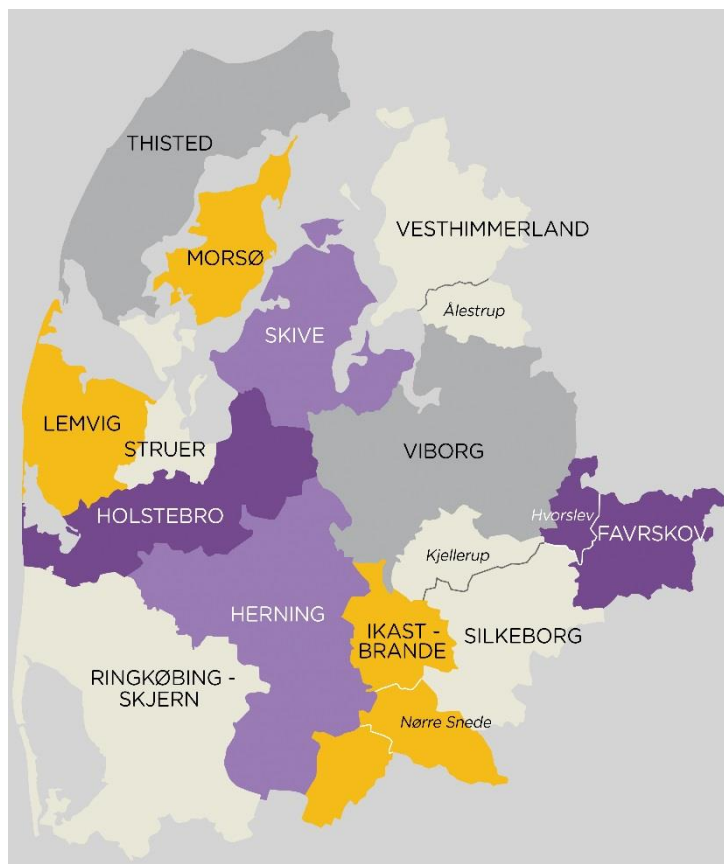 THISTED
MORSØ
VESTHIMMERLAND
Ålestrup
SKIVE
LEMVIG
STRUER
VIBORG
HOLSTEBRO
Hvorslev
FAVRSKOV
Kjellerup
HERNING
IKAST -
BRANDE
SILKEBORG
RINGKØBING -
SKJERN
Nørre Snede